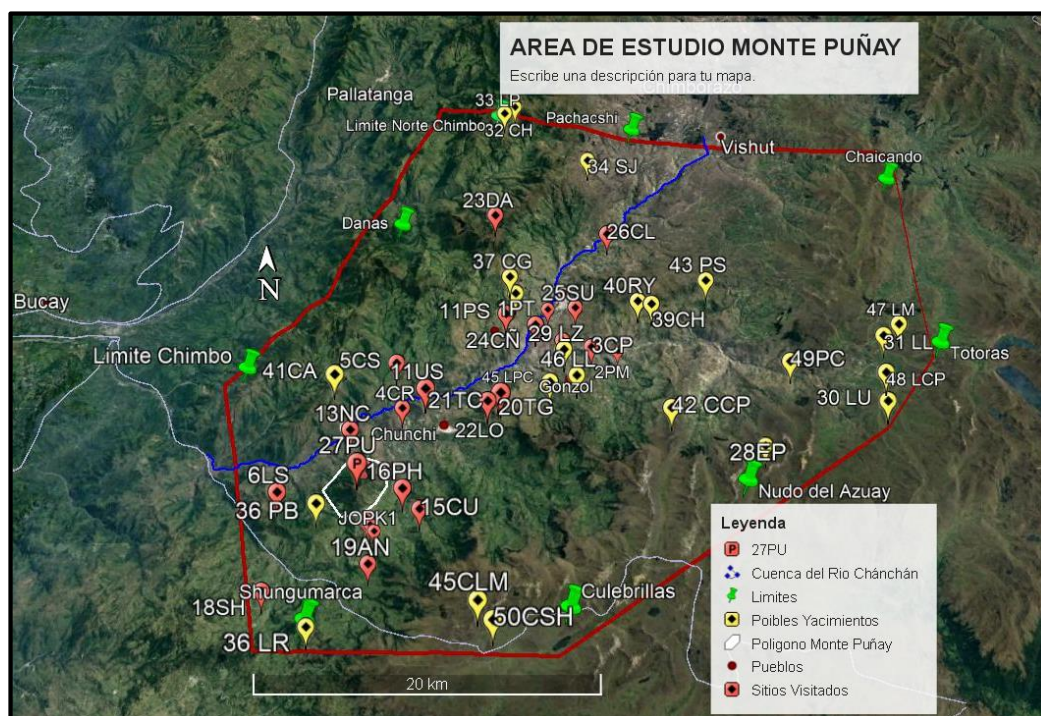 AREA DE ESTUDIO MONTE PUÑAY
Escribe una descripción para tu mapa.
Chimborazo
Pallatanga
33 LP
Limite Norte Chimbo
32 CH
Pachacshi
Vishut
Chaicando
34 SJ
23DA
Danas
26CL
N
37 CG
43 PS
Bucay
40RY
39CH
11PS
1PT
25SU
47 LM
24CN
29 LZ
31 LL
Totoras
Limite Chimbo
41CA
5CS
11US
46 LL
3CP
2PM
49PC
45 LPC
Gonzol
48 LCP
4CR
21TC
20TG
30 LU
42 CCP
13NC
Chunchi
22LO
27PU
28EP
16PH
6LS
Nudo del Azuay
36 PB
15CU
JOPK1
19AN
Shungumarca
45CLM
Culebrillas
18SH
50CSH
36 LR
20 km
Leyenda
27PU
Cuenca del Rio Chánchán
Limites
Poibles Yacimientos
Poligono Monte Puñay
Pueblos
Sitios Visitados